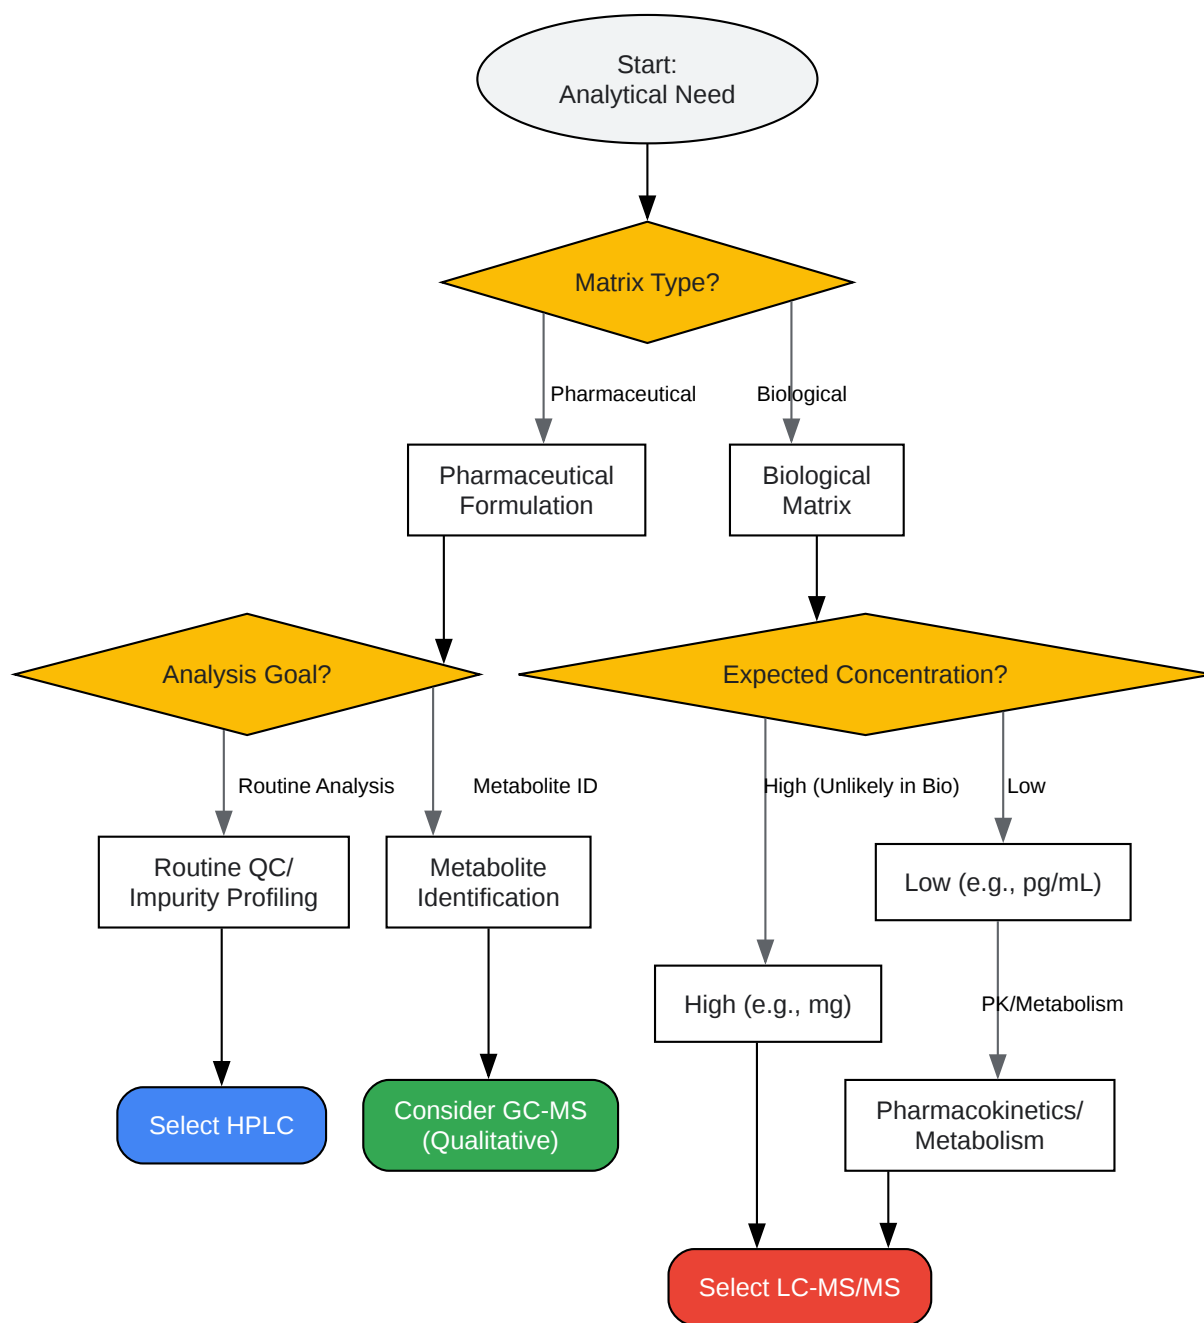 Start:
Analytical Need
Matrix Type?
Pharmaceutical
Biological
Pharmaceutical
Formulation
Biological
Matrix
Analysis Goal?
Expected Concentration?
Routine Analysis
Metabolite ID
High (Unlikely in Bio)
Low
Routine QC/
Impurity Profiling
Metabolite
Identification
Low (e.g., pg/mL)
High (e.g., mg)
PK/Metabolism
Select HPLC
Consider GC-MS
(Qualitative)
Pharmacokinetics/
Metabolism
Select LC-MS/MS